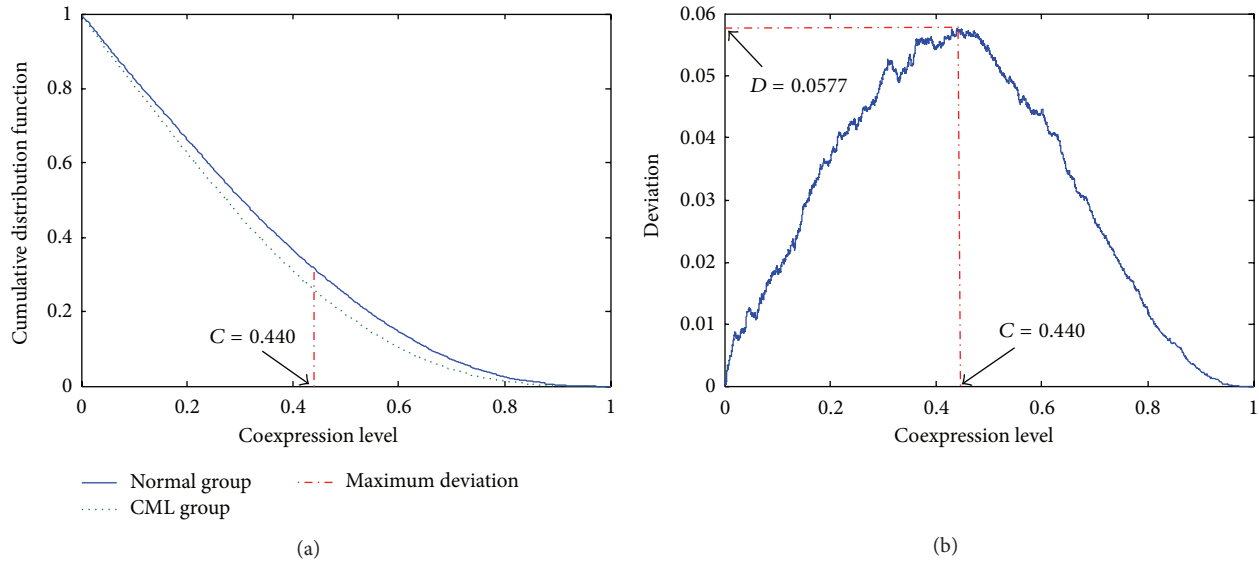 1
0.8
0.6
0.4
0.2
0
Cumulative distribution function
C = 0.440
0 0.2 0.4 0.6 0.8 1
Coexpression level
Normal group
CML group
Maximum deviation
(a)
0.06
0.05
0.04
0.03
0.02
0.01
0
Deviation
D = 0.0577
C = 0.440
0 0.2 0.4 0.6 0.8 1
Coexpression level
(b)